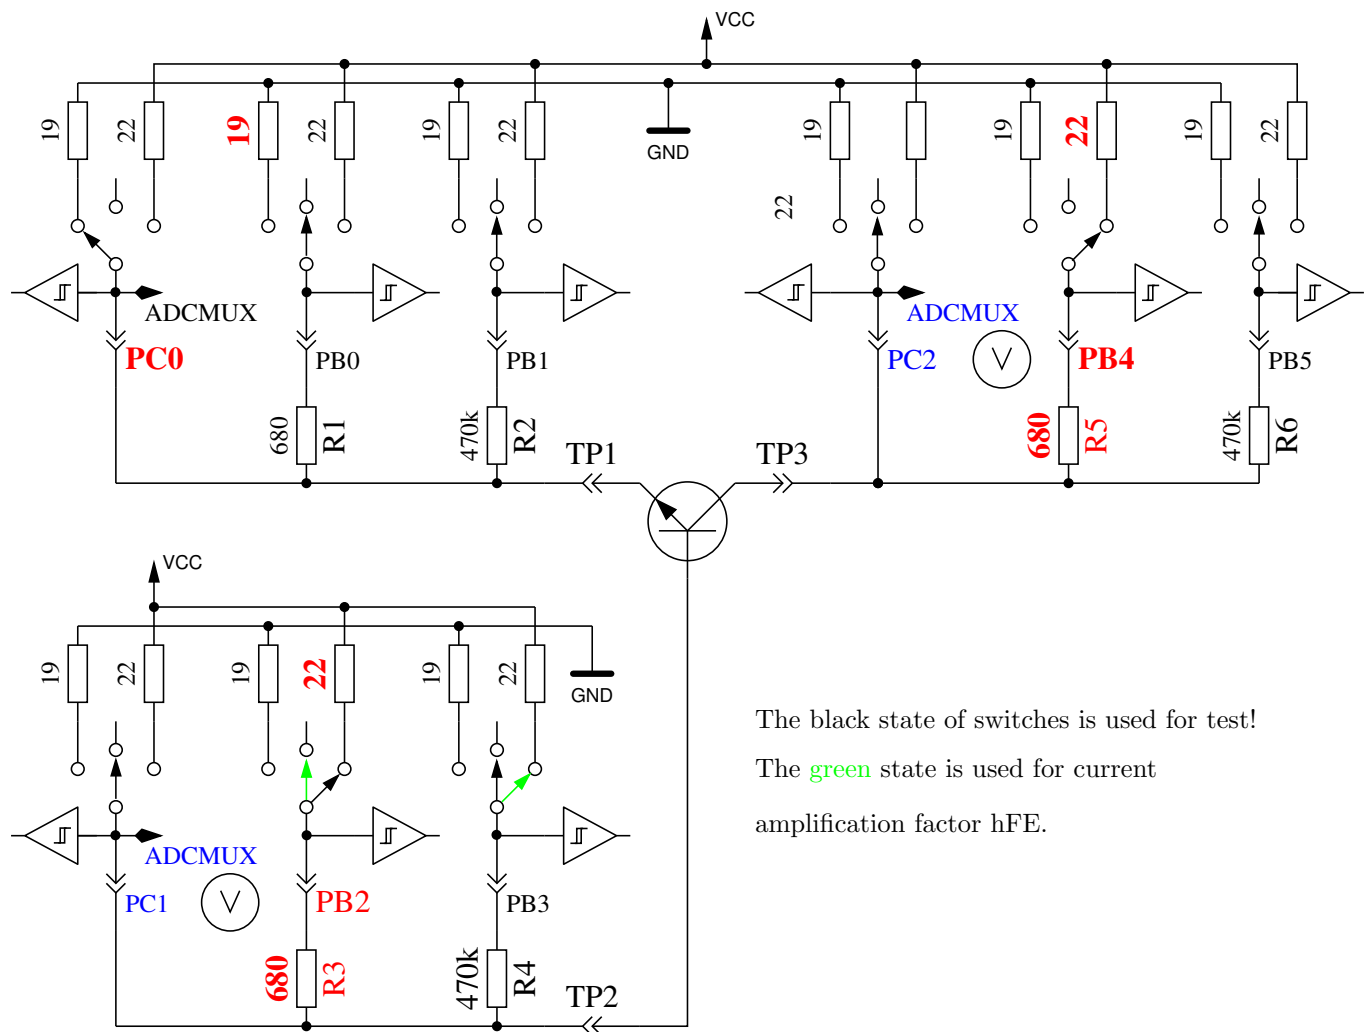 VCC
19
22
19
22
19
22
GND
19
22
19
22
19
22
ADCMUX
PC0
PB0
PB1
ADCMUX
PC2
V
PB4
PB5
680
R1
470k
R2
680
R5
470k
R6
TP1
TP3
VCC
19
22
19
22
19
22
GND
ADCMUX
PC1
V
PB2
PB3
680
R3
470k
R4
TP2
The black state of switches is used for test!
The green state is used for current
amplification factor hFE.